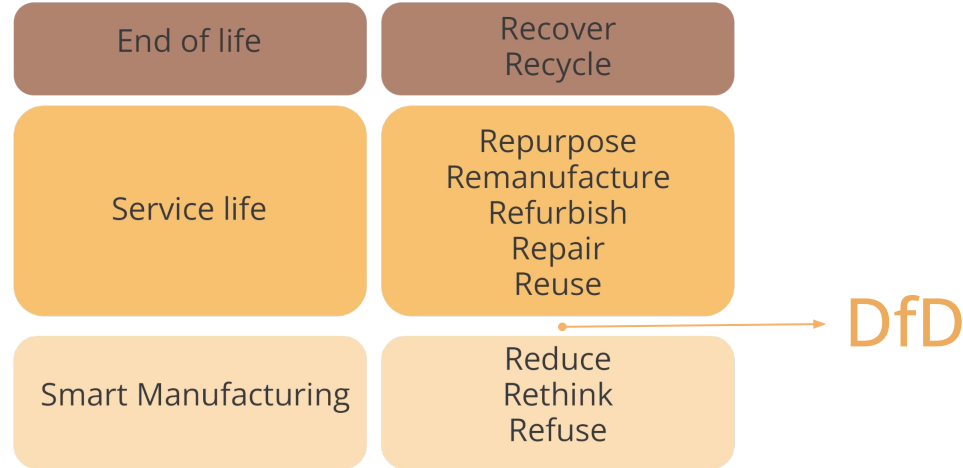 End of life
Recover
Recycle
Service life
Repurpose
Remanufacture
Refurbish
Repair
Reuse
DfD
Smart Manufacturing
Reduce
Rethink
Refuse